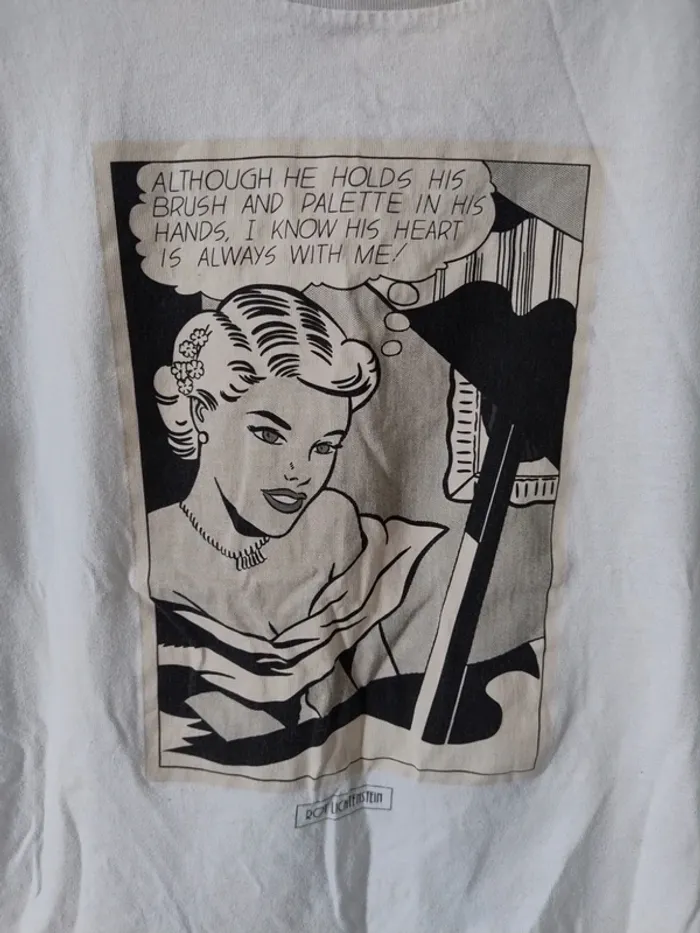 ALTHOUGH HE HOLDS HIS
BRUSH AND PALETTE IN HIS
HANDS, I KNOW HIS HEART
IS ALWAYS WITH ME!
ROY LICHTENSTEIN